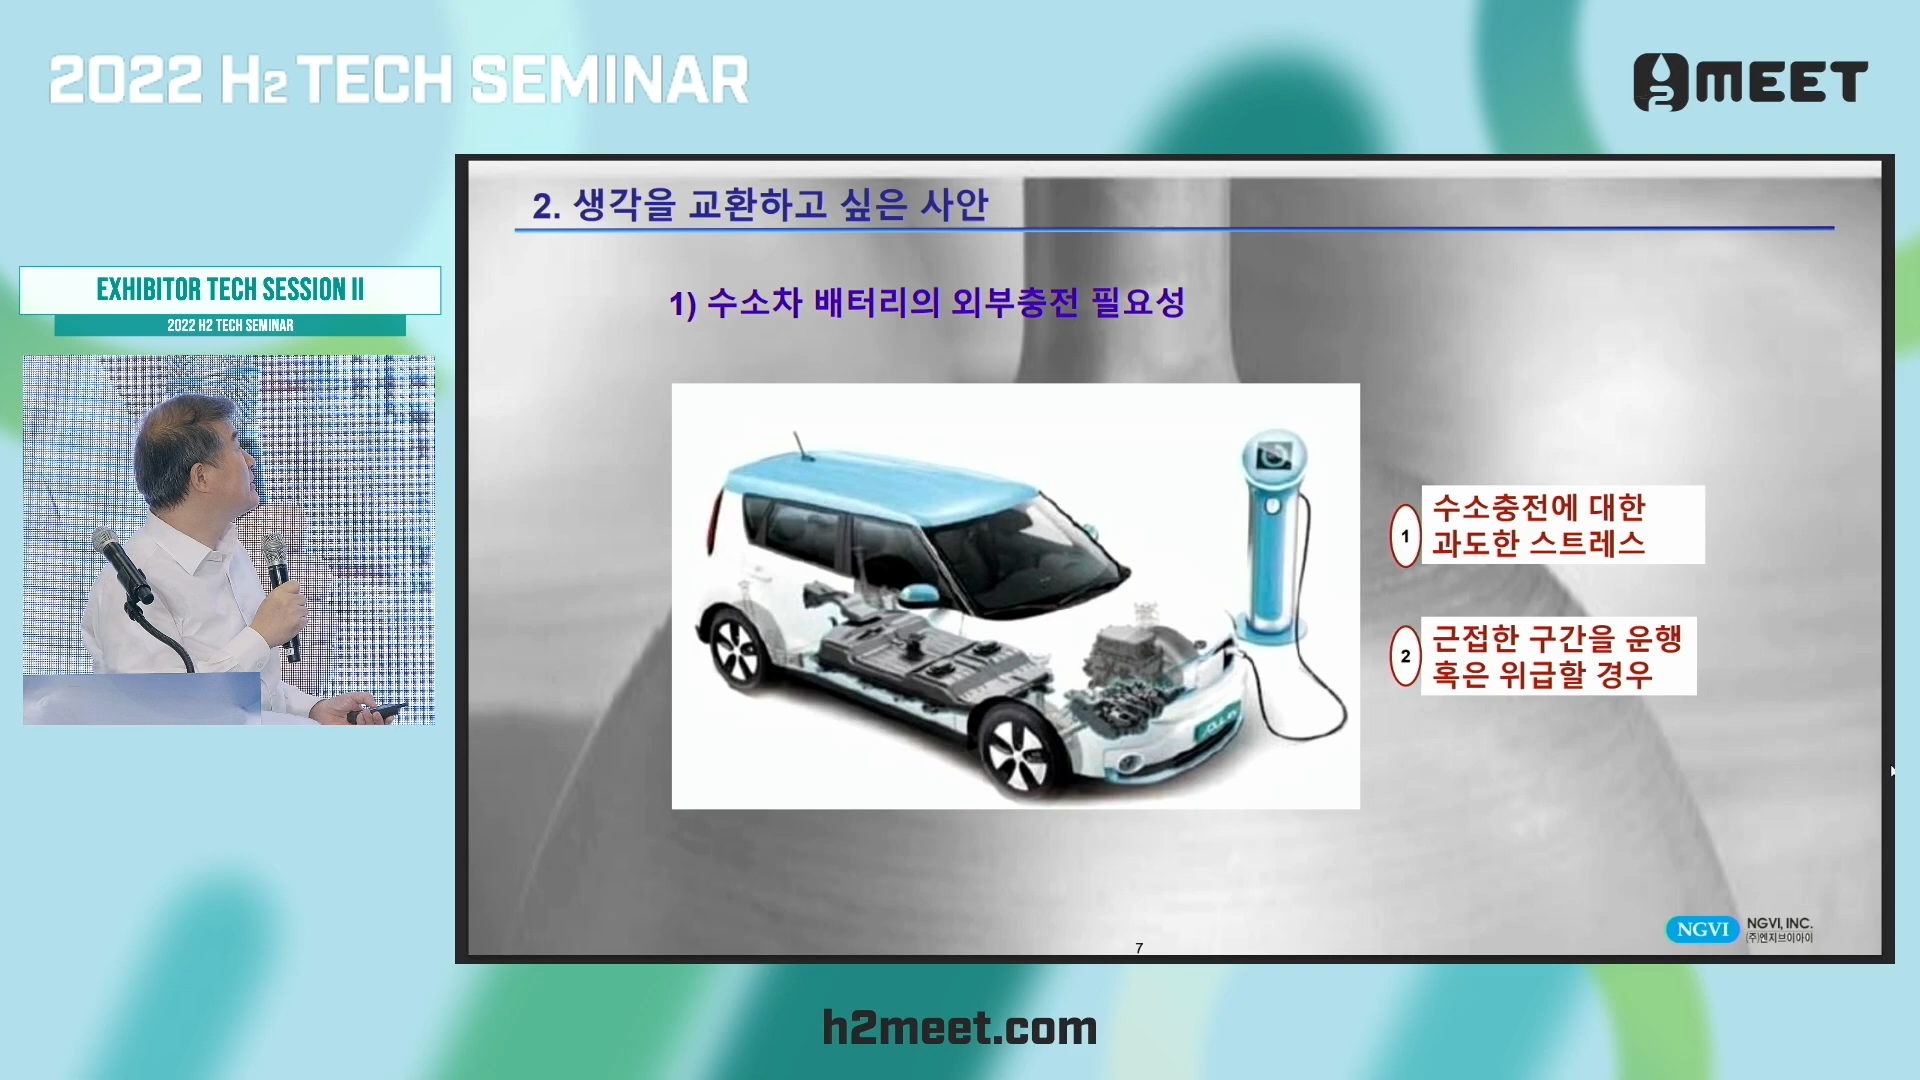 2022 H2 TECH SEMINAR
MEET
EXHIBITOR TECH SESSION II
2022 H2 TECH SEMINAR
2. 생각을 교환하고 싶은 사안
1) 수소차 배터리의 외부충전 필요성
1
수소충전에 대한
과도한 스트레스
2
근접한 구간을 운행
혹은 위급할 경우
NGVI
NGVI, INC.
(주)엔지브이아이
7
h2meet.com